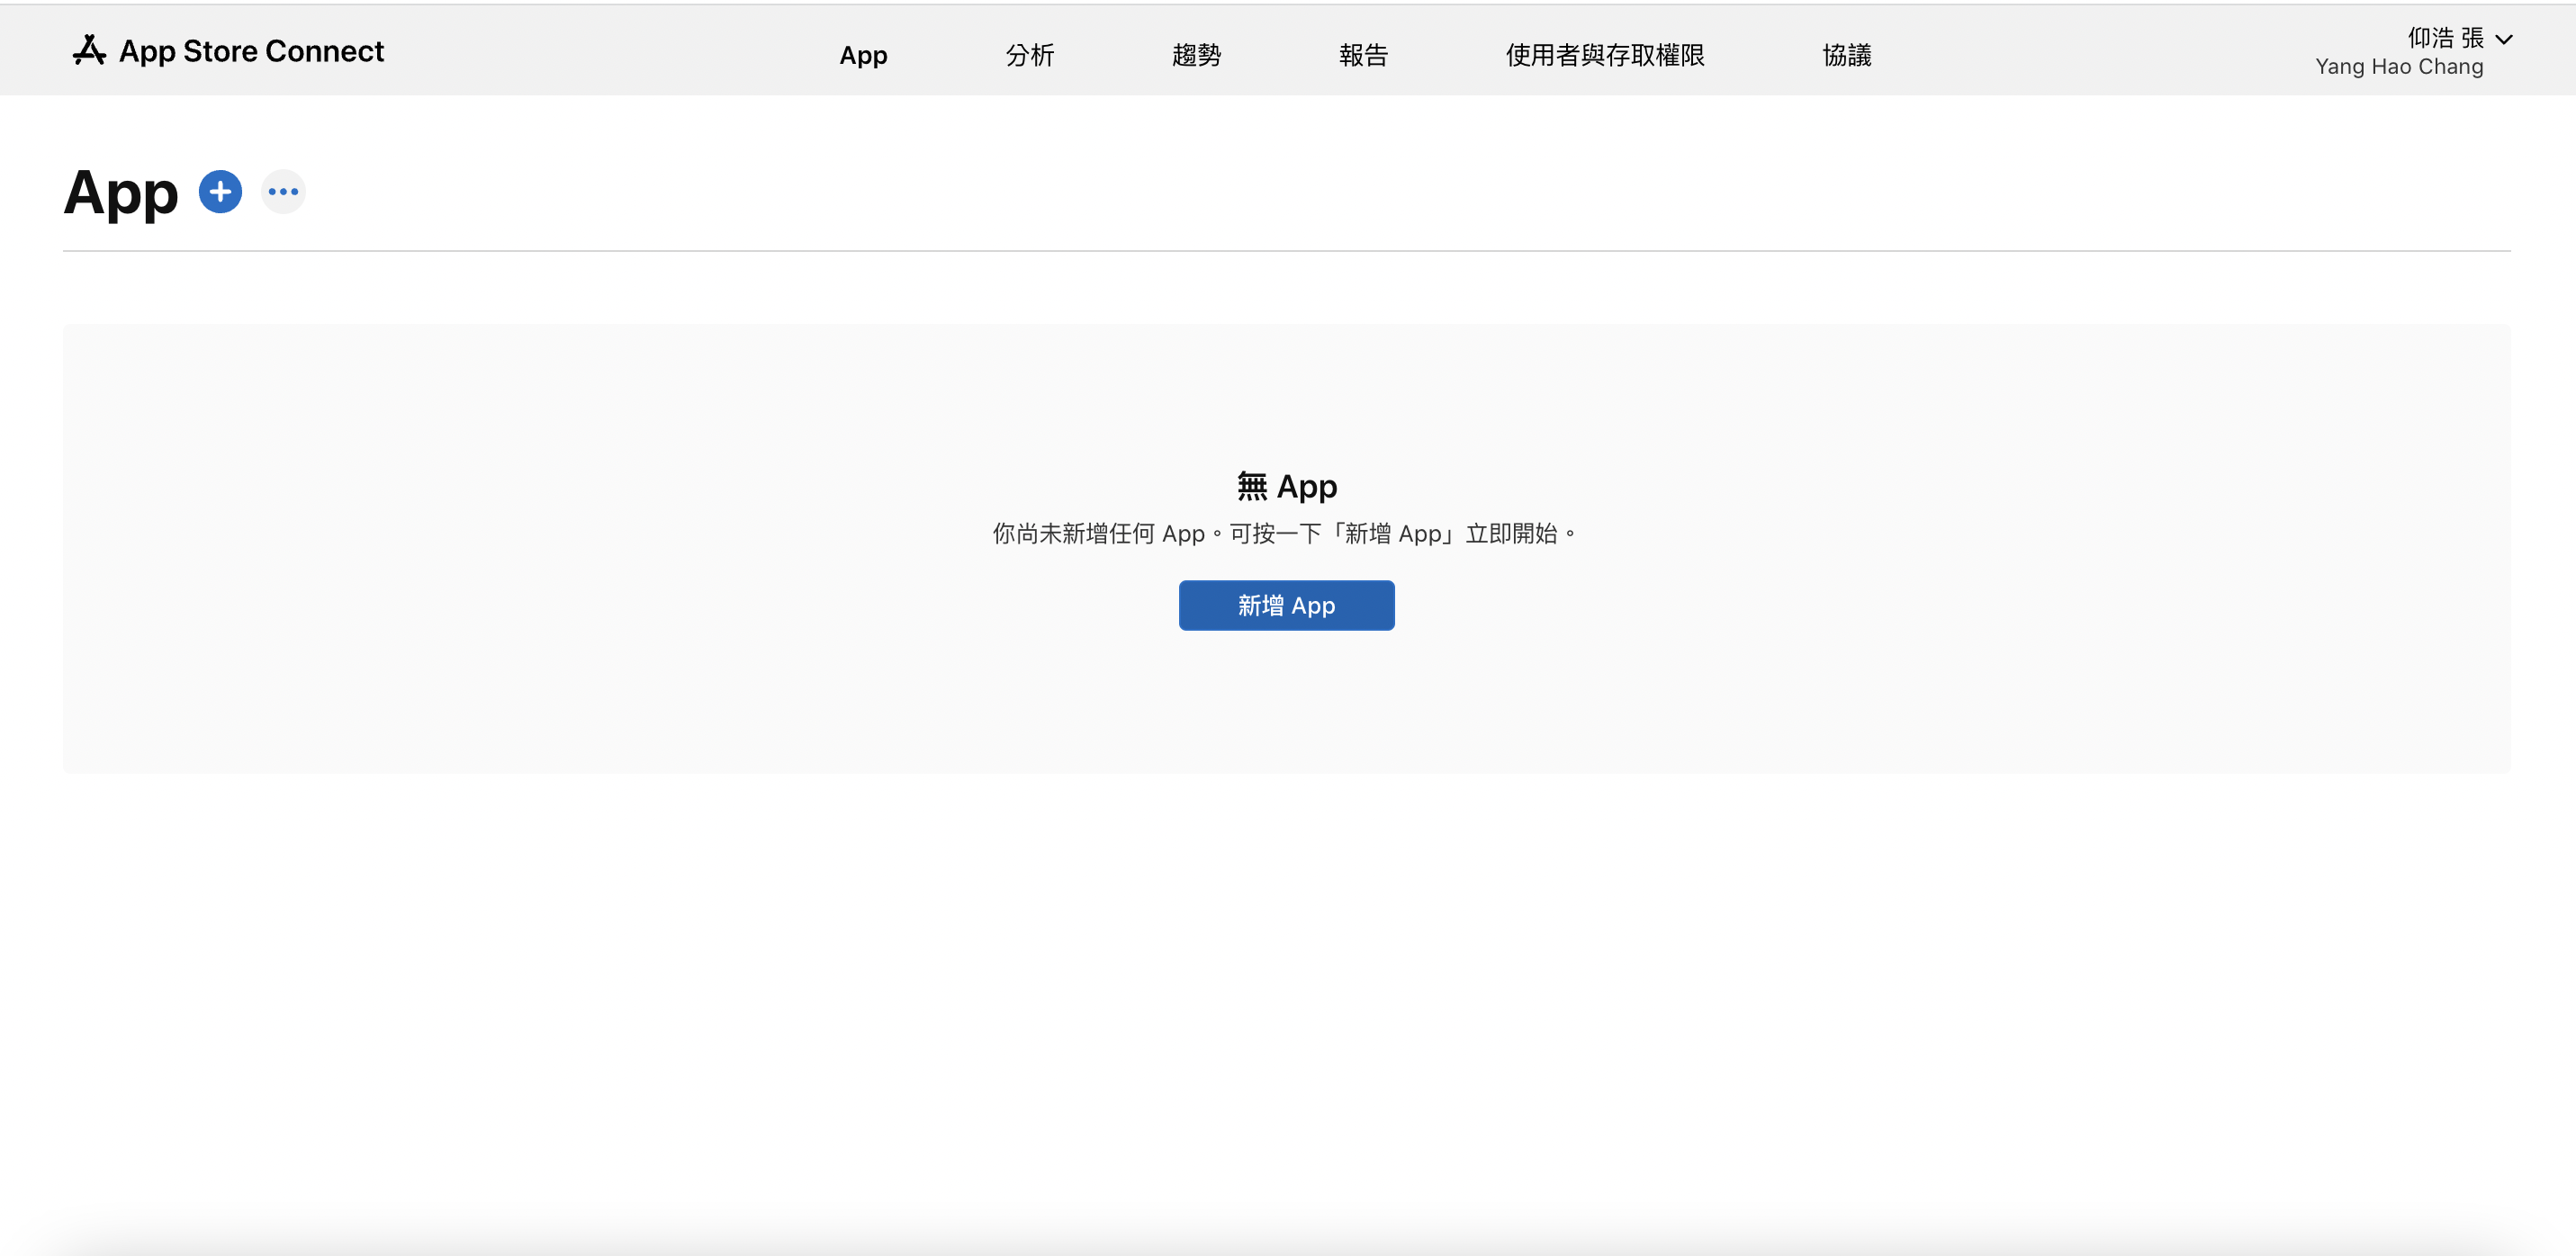 App Store Connect
App
分析
趨勢
報告
使用者與存取權限
協議
仰浩 張
Yang Hao Chang
App
無 App
你尚未新增任何 App。可按一下「新增 App」立即開始。
新增 App